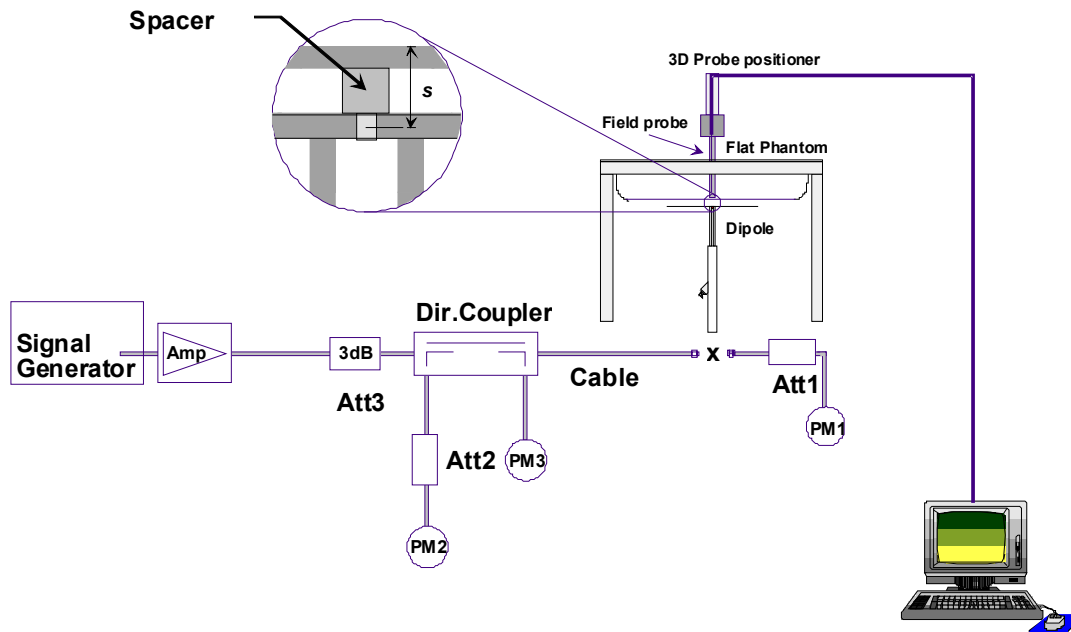 Spacer
s
3D Probe positioner
Field probe
Flat Phantom
Dipole
Dir.Coupler
Signal
Generator
Amp
3dB
Att3
Cable
x
Att1
PM1
Att2
PM3
PM2